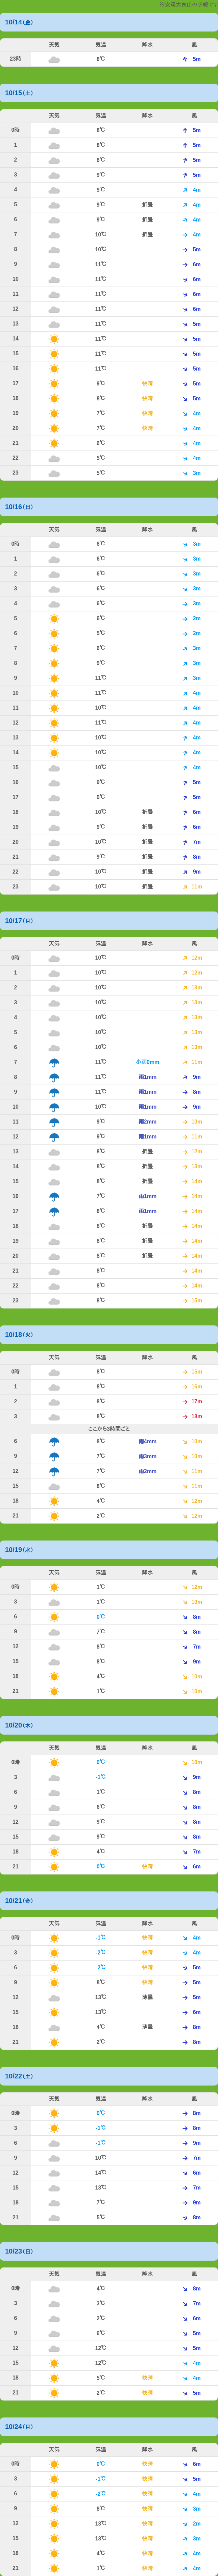 10/14(金)
天気 気温 降水 風
23時 8℃ 5m
10/15(土)
天気 気温 降水 風
0時 8℃ 5m
1 8℃ 5m
2 8℃ 5m
3 9℃ 5m
4 9℃ 4m
5 9℃ 折曇 4m
6 9℃ 折曇 4m
7 10℃ 折曇 4m
8 10℃ 5m
9 11℃ 6m
10 11℃ 6m
11 11℃ 6m
12 11℃ 6m
13 11℃ 5m
14 11℃ 5m
15 11℃ 5m
16 11℃ 5m
17 9℃ 快晴 5m
18 8℃ 快晴 5m
19 7℃ 快晴 4m
20 7℃ 快晴 4m
21 6℃ 4m
22 5℃ 4m
23 5℃ 3m
10/16(日)
天気 気温 降水 風
0時 6℃ 3m
1 6℃ 3m
2 6℃ 3m
3 6℃ 3m
4 6℃ 3m
5 6℃ 2m
6 5℃ 2m
7 6℃ 3m
8 9℃ 3m
9 11℃ 3m
10 11℃ 4m
11 10℃ 4m
12 11℃ 4m
13 10℃ 4m
14 10℃ 4m
15 10℃ 4m
16 9℃ 5m
17 9℃ 5m
18 10℃ 折曇 6m
19 9℃ 折曇 6m
20 10℃ 折曇 7m
21 9℃ 折曇 8m
22 10℃ 折曇 9m
23 10℃ 折曇 11m
10/17(月)
天気 気温 降水 風
0時 10℃ 12m
1 10℃ 12m
2 10℃ 13m
3 10℃ 13m
4 10℃ 13m
5 10℃ 13m
6 10℃ 13m
7 11℃ 小雨0mm 11m
8 11℃ 雨1mm 9m
9 11℃ 雨1mm 8m
10 10℃ 雨1mm 9m
11 9℃ 雨2mm 10m
12 9℃ 雨1mm 11m
13 8℃ 折曇 12m
14 8℃ 折曇 13m
15 8℃ 折曇 14m
16 7℃ 雨1mm 14m
17 8℃ 雨1mm 14m
18 8℃ 折曇 14m
19 8℃ 折曇 14m
20 8℃ 折曇 14m
21 8℃ 14m
22 8℃ 14m
23 8℃ 15m
10/18(火)
天気 気温 降水 風
0時 8℃ 15m
1 8℃ 16m
2 8℃ 17m
3 8℃ 18m
ここから3時間ごと
6 8℃ 雨4mm 10m
9 7℃ 雨3mm 10m
12 7℃ 雨2mm 11m
15 8℃ 11m
18 4℃ 12m
21 2℃ 12m
10/19(水)
天気 気温 降水 風
0時 1℃ 12m
3 1℃ 10m
6 0℃ 8m
9 7℃ 8m
12 8℃ 7m
15 8℃ 9m
18 4℃ 10m
21 1℃ 10m
10/20(木)
天気 気温 降水 風
0時 0℃ 10m
3 -1℃ 9m
6 1℃ 8m
9 6℃ 8m
12 9℃ 8m
15 9℃ 8m
18 4℃ 7m
21 0℃ 快晴 6m
10/21(金)
天気 気温 降水 風
0時 -1℃ 快晴 4m
3 -2℃ 快晴 4m
6 -2℃ 快晴 5m
9 8℃ 快晴 5m
12 13℃ 薄曇 5m
15 13℃ 6m
18 4℃ 薄曇 8m
21 2℃ 8m
10/22(土)
天気 気温 降水 風
0時 0℃ 8m
3 -1℃ 8m
6 -1℃ 9m
9 10℃ 7m
12 14℃ 6m
15 13℃ 7m
18 7℃ 9m
21 5℃ 8m
10/23(日)
天気 気温 降水 風
0時 4℃ 8m
3 3℃ 7m
6 2℃ 6m
9 6℃ 5m
12 12℃ 5m
15 12℃ 4m
18 5℃ 快晴 4m
21 2℃ 快晴 5m
10/24(月)
天気 気温 降水 風
0時 0℃ 快晴 6m
3 -1℃ 快晴 5m
6 -2℃ 快晴 4m
9 8℃ 快晴 3m
12 13℃ 快晴 2m
15 13℃ 快晴 3m
18 4℃ 快晴 4m
21 1℃ 快晴 4m